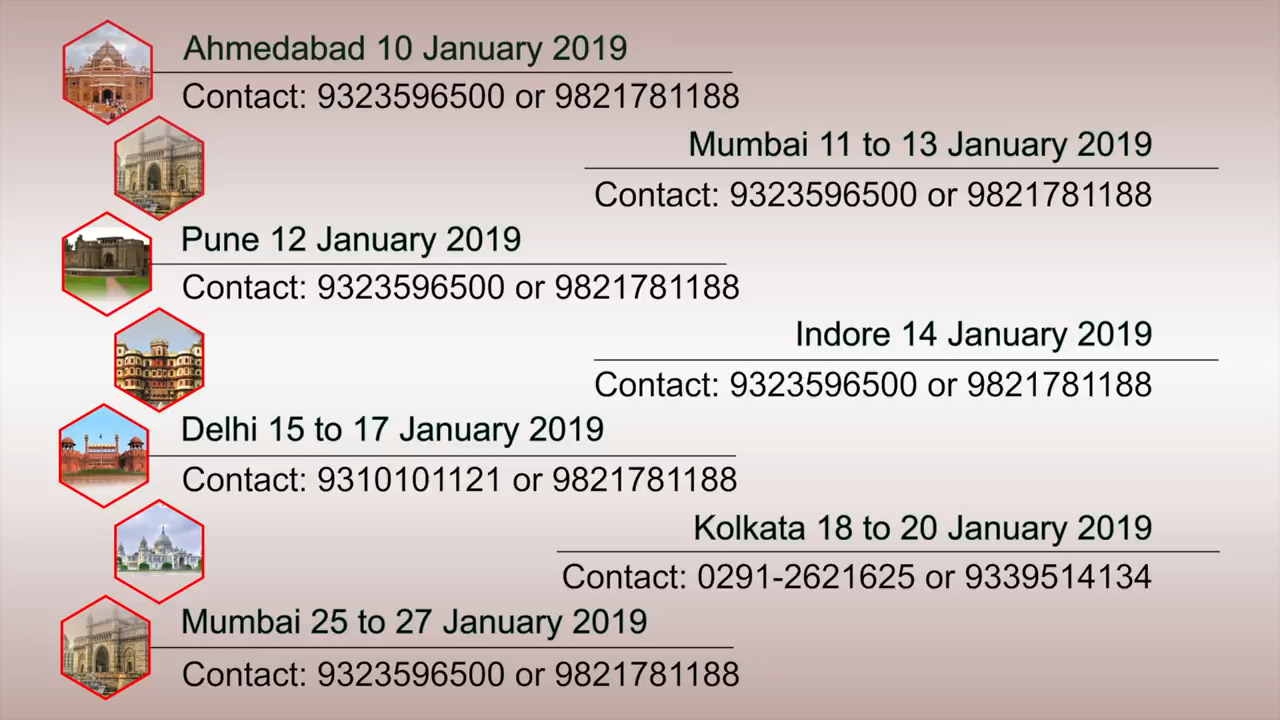 Ahmedabad 10 January 2019
Contact: 9323596500 or 9821781188
Mumbai 11 to 13 January 2019
Contact: 9323596500 or 9821781188
Pune 12 January 2019
Contact: 9323596500 or 9821781188
Indore 14 January 2019
Contact: 9323596500 or 9821781188
Delhi 15 to 17 January 2019
Contact: 9310101121 or 9821781188
Kolkata 18 to 20 January 2019
Contact: 0291-2621625 or 9339514134
Mumbai 25 to 27 January 2019
Contact: 9323596500 or 9821781188